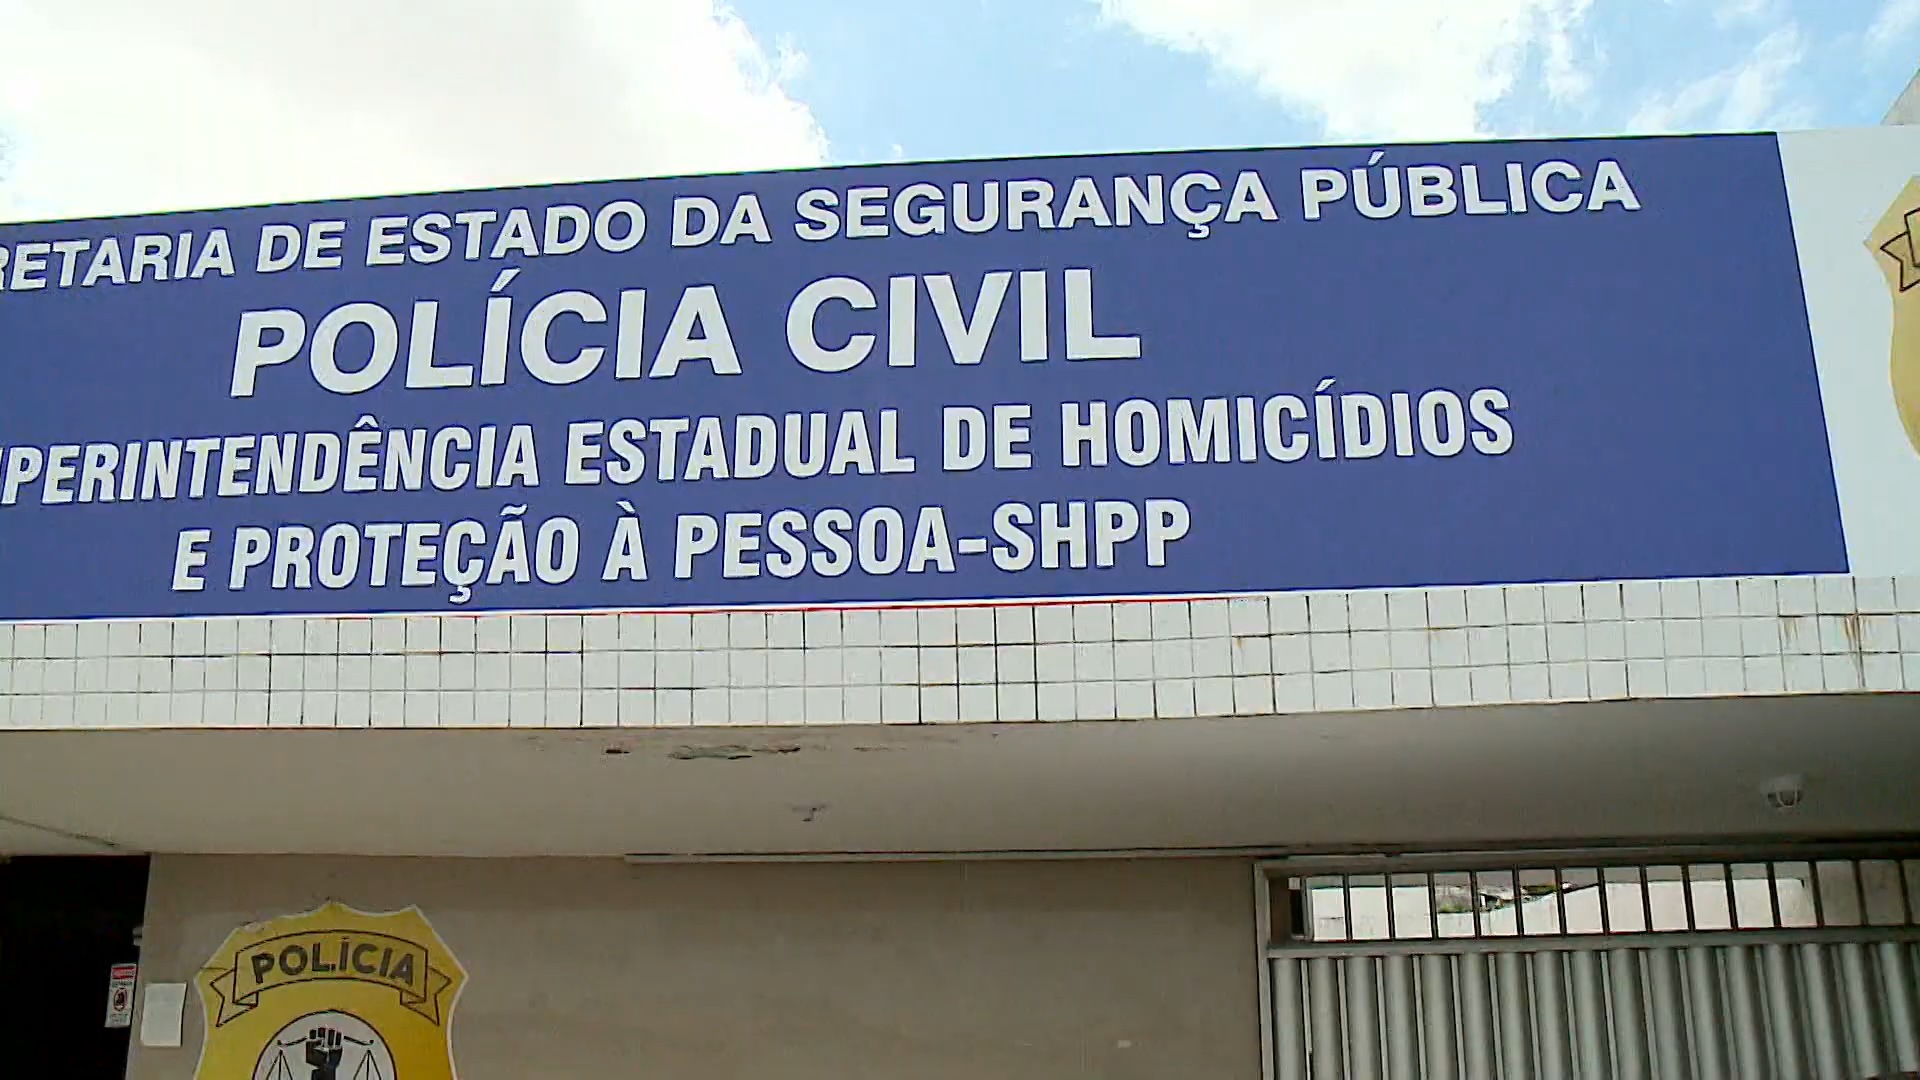 RETARIA DE ESTADO DA SEGURANÇA PÚBLICA
POLÍCIA CIVIL
PERINTENDÊNCIA ESTADUAL DE HOMICÍDIOS
E PROTEÇÃO À PESSOA-SHPP
POLÍCIA